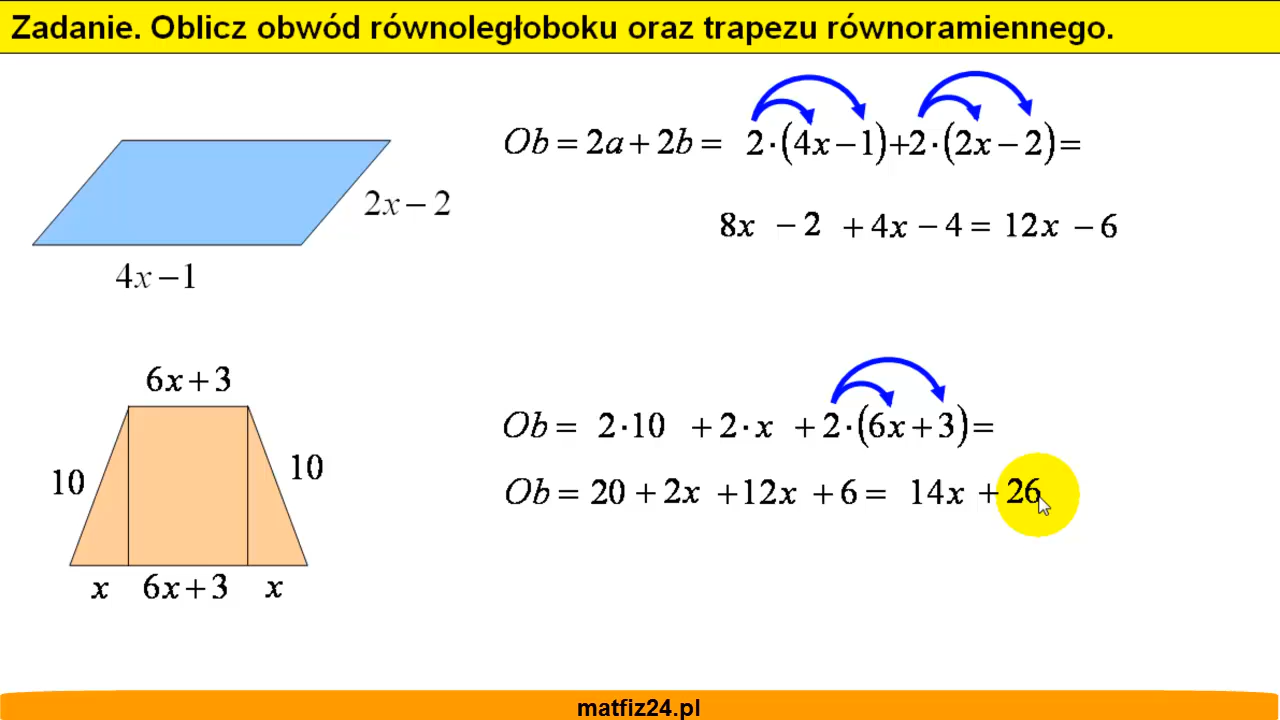 Zadanie. Oblicz obwód równoległoboku oraz trapezu równoramiennego.
Ob = 2a + 2b = 2·(4x − 1)+2·(2x − 2)=
2x − 2
8x − 2 + 4x − 4 = 12x − 6
4x − 1
6x + 3
Ob = 2·10 + 2·x + 2·(6x + 3)=
10
10
Ob = 20 + 2x + 12x + 6 = 14x + 26
x 6x + 3 x
matfiz24.pl